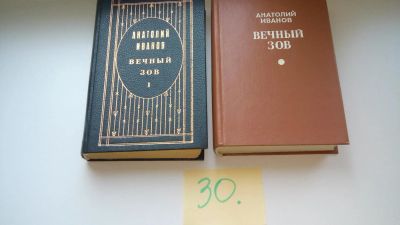 АНАТОЛИЙ
ИВАНОВ
ВЕЧНЫЙ
ЗОВ
I
АНАТОЛИЙ
ИВАНОВ
ВЕЧНЫЙ
ЗОВ
30.